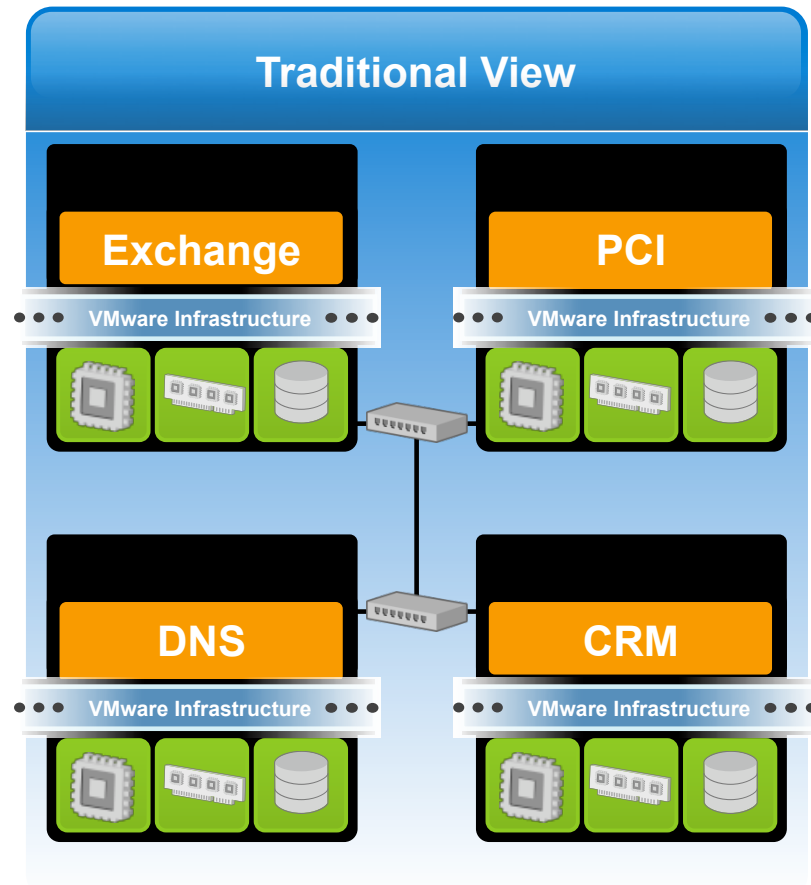 Traditional View
Exchange
PCI
VMware Infrastructure
VMware Infrastructure
DNS
CRM
VMware Infrastructure
VMware Infrastructure